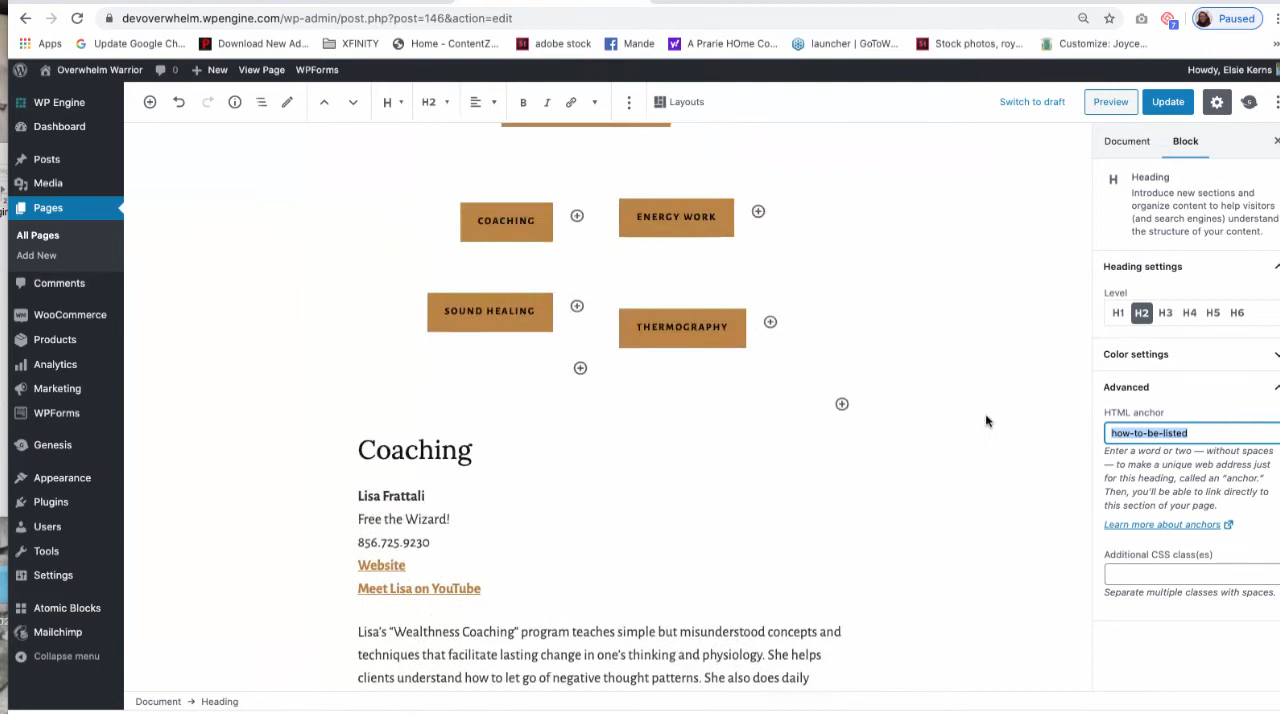 devoverwhelm.wpengine.com/wp-admin/post.php?post=146&action=edit
7
Paused
Apps
Update Google Ch...
Download New Ad...
XFINITY
Home - ContentZ...
adobe stock
Mande
A Prarie HOme Co...
launcher | GoToW...
Stock photos, roy...
Customize: Joyce...
»
Overwhelm Warrior
0
New
View Page
WPForms
Howdy, Elsie Kerns
WP Engine
Dashboard
Posts
Media
Pages
All Pages
Add New
Comments
WooCommerce
Products
Analytics
Marketing
WPForms
Genesis
Appearance
Plugins
Users
Tools
Settings
Atomic Blocks
Mailchimp
Collapse menu
H
H2
B
I
Layouts
Switch to draft
Preview
Update
COACHING
ENERGY WORK
SOUND HEALING
THERMOGRAPHY
Coaching
Lisa Frattali
Free the Wizard!
856.725.9230
Website
Meet Lisa on YouTube
Lisa's “Wealthness Coaching” program teaches simple but misunderstood concepts and
techniques that facilitate lasting change in one's thinking and physiology. She helps
clients understand how to let go of negative thought patterns. She also does daily
Document → Heading
Document
Block
H
Heading
Introduce new sections and
organize content to help visitors
(and search engines) understand
the structure of your content.
Heading settings
Level
H1 H2 H3 H4 H5 H6
Color settings
Advanced
HTML anchor
how-to-be-listed
Enter a word or two — without spaces
— to make a unique web address just
for this heading, called an “anchor.”
Then, you'll be able to link directly to
this section of your page.
Learn more about anchors
Additional CSS class(es)
Separate multiple classes with spaces.